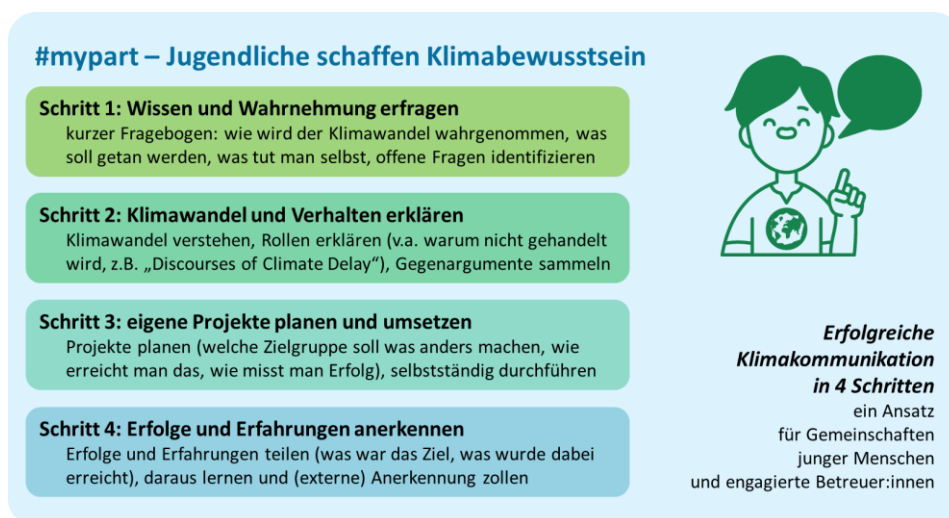 #mypart – Jugendliche schaffen Klimabewusstsein
Schritt 1: Wissen und Wahrnehmung erfragen
kurzer Fragebogen: wie wird der Klimawandel wahrgenommen, was
soll getan werden, was tut man selbst, offene Fragen identifizieren
Schritt 2: Klimawandel und Verhalten erklären
Klimawandel verstehen, Rollen erklären (v.a. warum nicht gehandelt
wird, z.B. „Discourses of Climate Delay“), Gegenargumente sammeln
Schritt 3: eigene Projekte planen und umsetzen
Projekte planen (welche Zielgruppe soll was anders machen, wie
erreicht man das, wie misst man Erfolg), selbstständig durchführen
Schritt 4: Erfolge und Erfahrungen anerkennen
Erfolge und Erfahrungen teilen (was war das Ziel, was wurde dabei
erreicht), daraus lernen und (externe) Anerkennung zollen
Erfolgreiche
Klimakommunikation
in 4 Schritten
ein Ansatz
für Gemeinschaften
junger Menschen
und engagierte Betreuer:innen